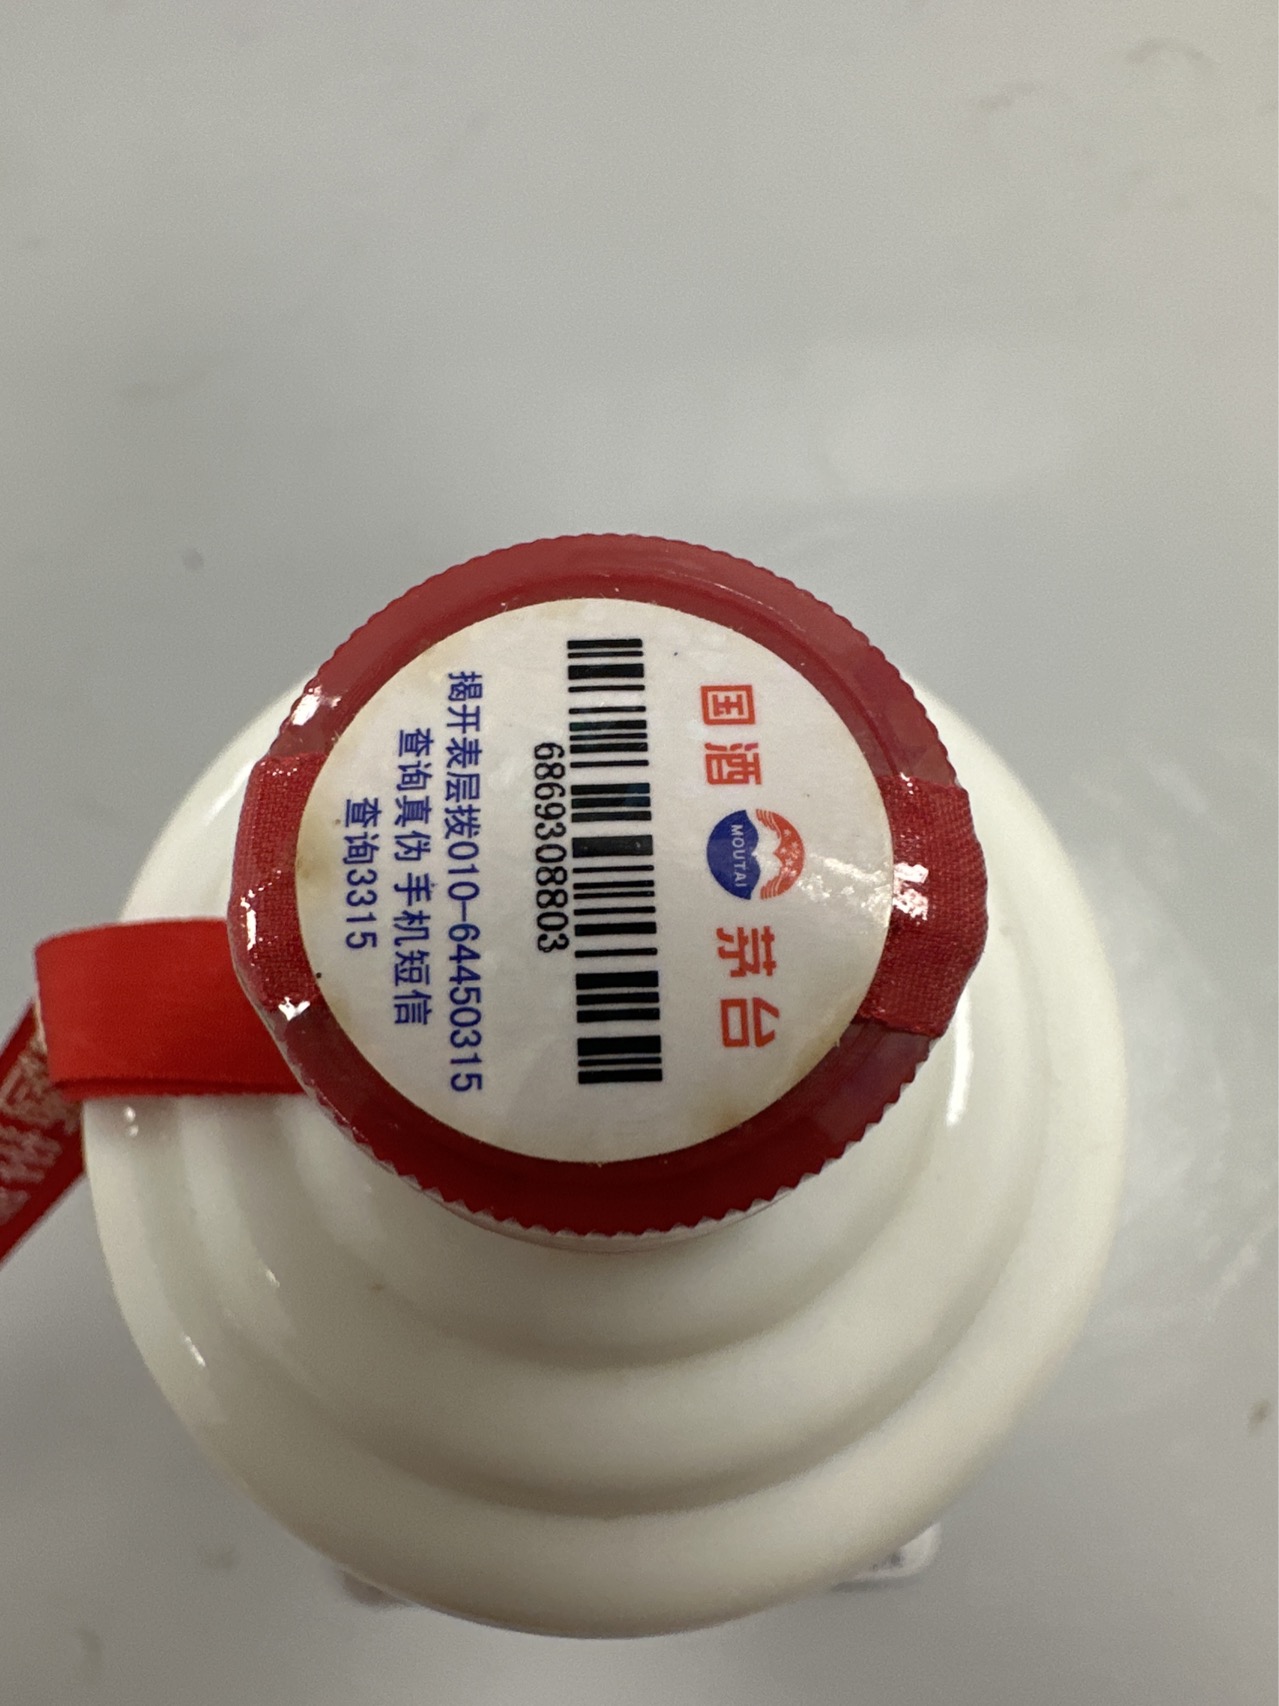 国酒 MOUTAI 茅台
6869308803
揭开表层拨010-64450315
查询真伪手机短信
查询3315